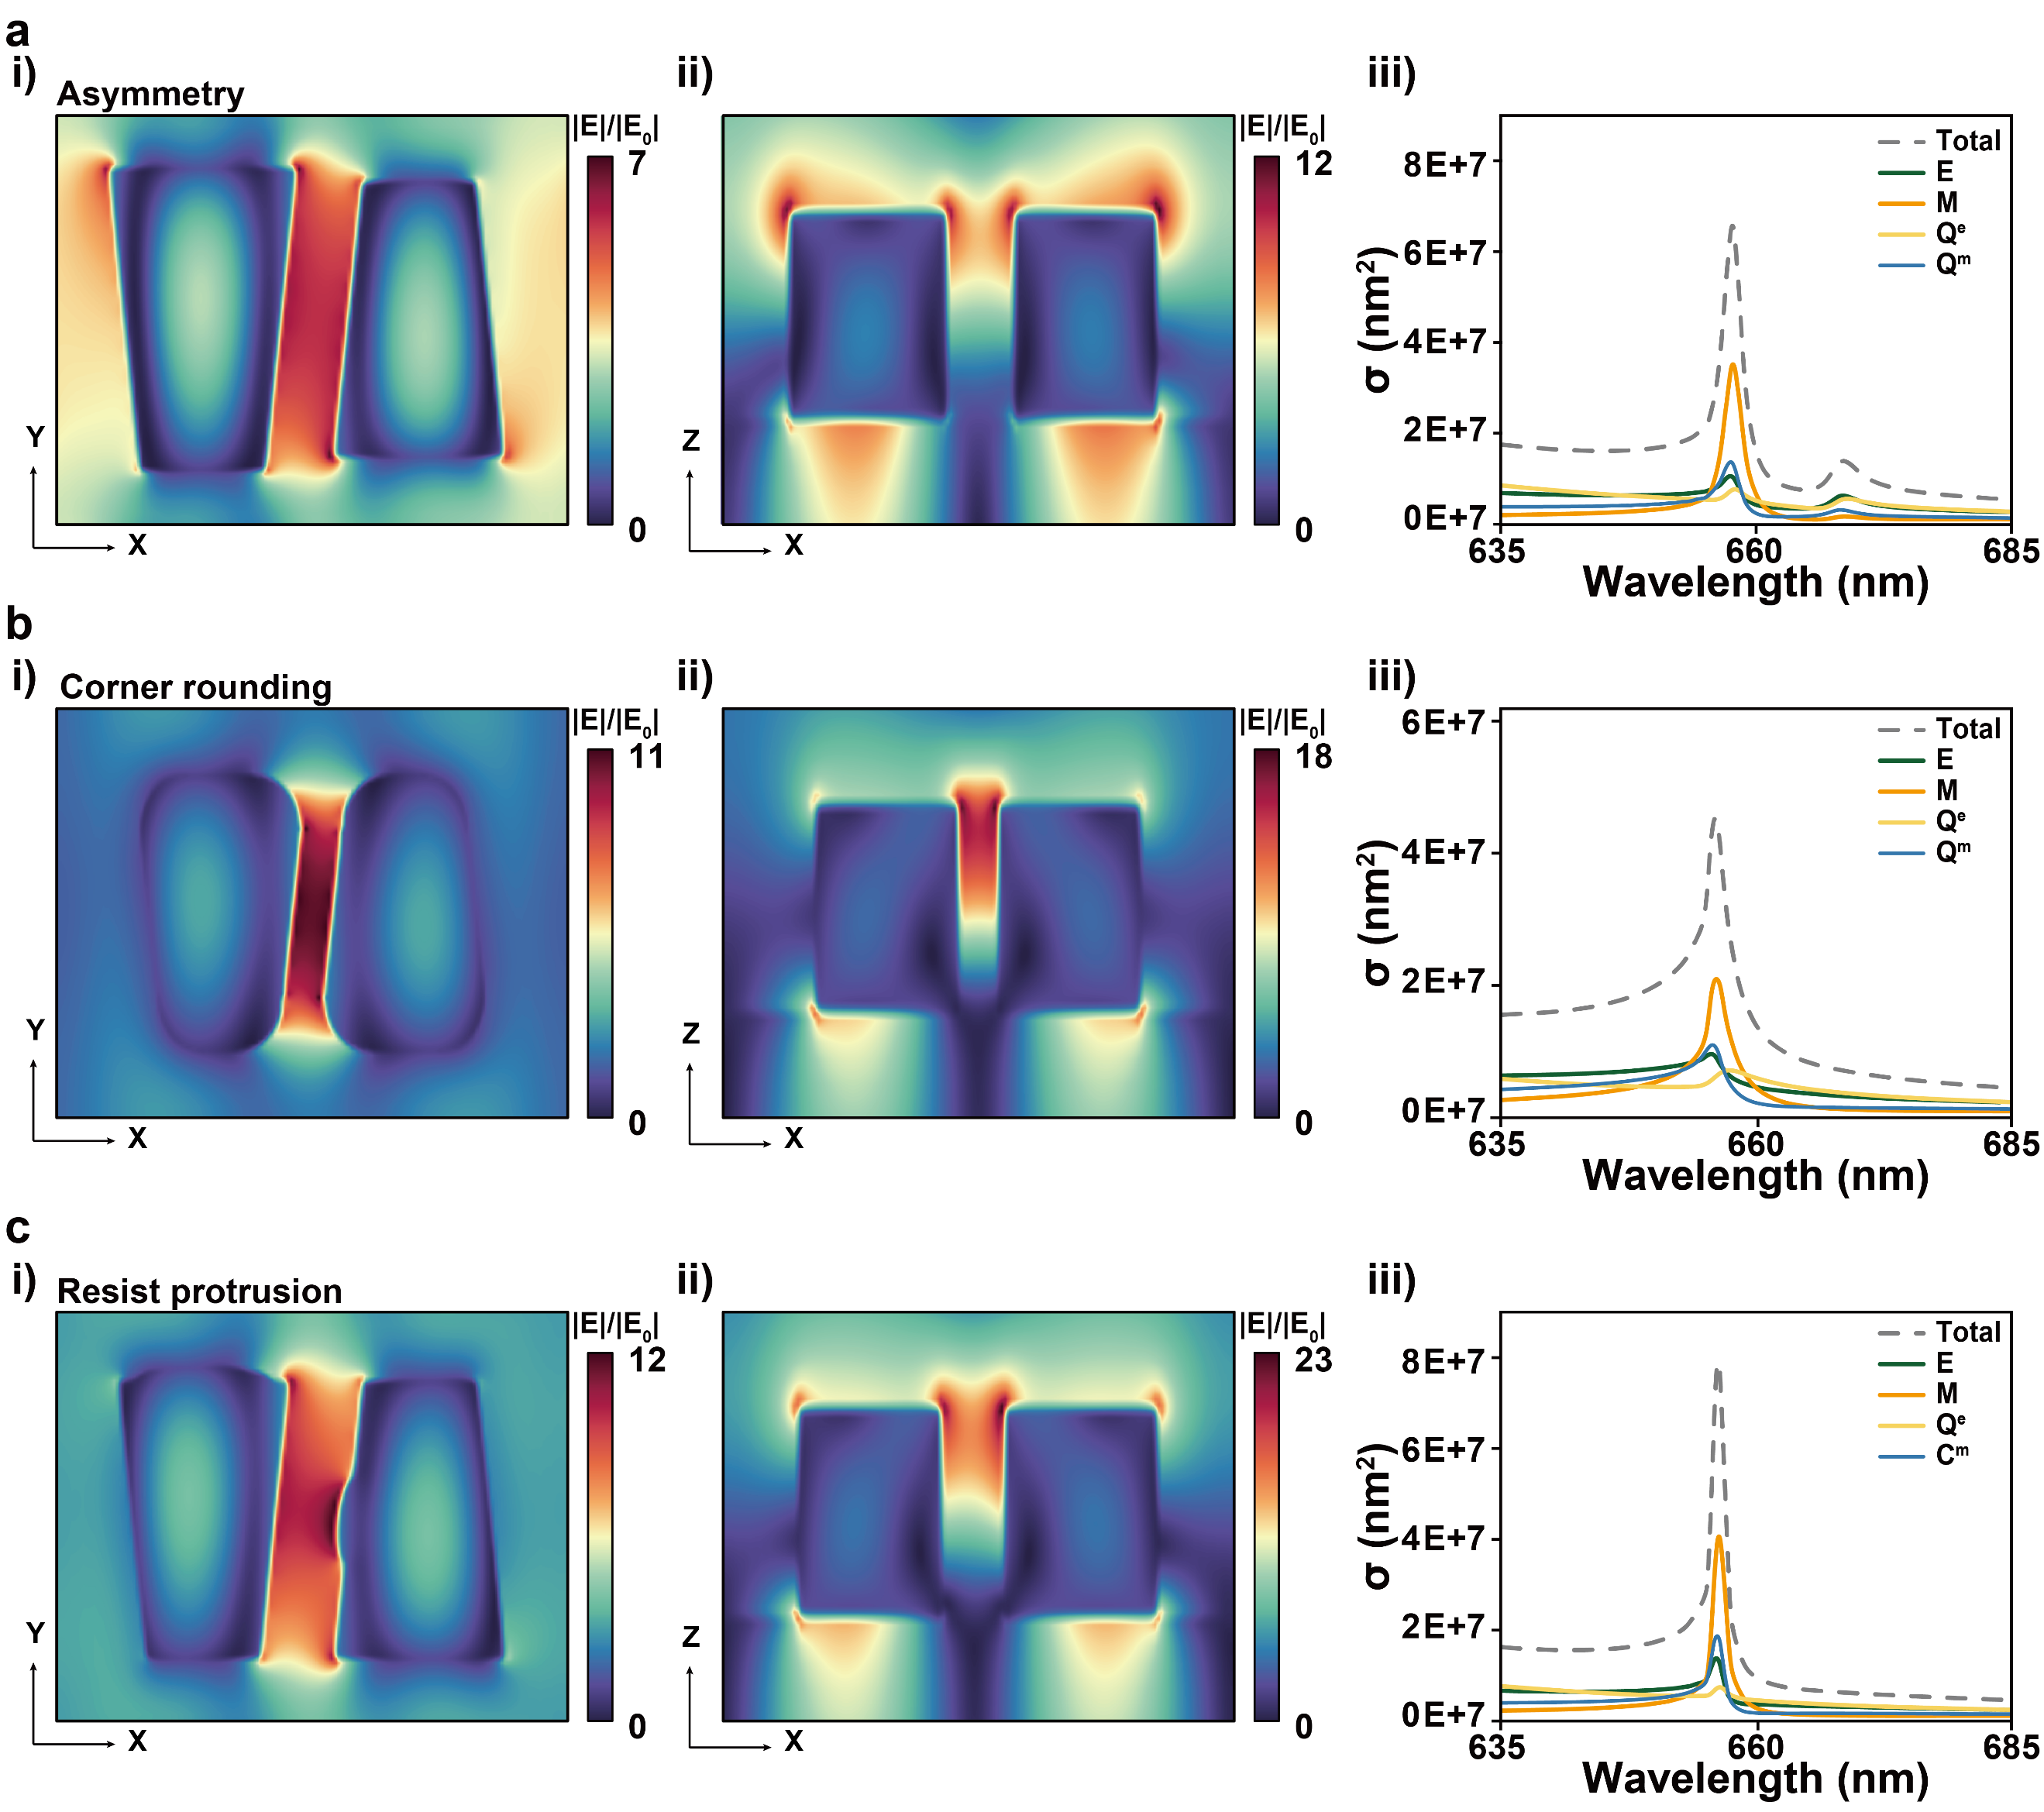 a
i)
Asymmetry
|E|/|E0|
7
0
Y
X
ii)
|E|/|E0|
12
0
Z
X
iii)
Total
E
M
Qe
Qm
8E+7
6E+7
4E+7
2E+7
0E+7
σ (nm2)
635
660
685
Wavelength (nm)
b
i)
Corner rounding
|E|/|E0|
11
0
Y
X
ii)
|E|/|E0|
18
0
Z
X
iii)
Total
E
M
Qe
Qm
6E+7
4E+7
2E+7
0E+7
σ (nm2)
635
660
685
Wavelength (nm)
c
i)
Resist protrusion
|E|/|E0|
12
0
Y
X
ii)
|E|/|E0|
23
0
Z
X
iii)
Total
E
M
Qe
Cm
8E+7
6E+7
4E+7
2E+7
0E+7
σ (nm2)
635
660
685
Wavelength (nm)